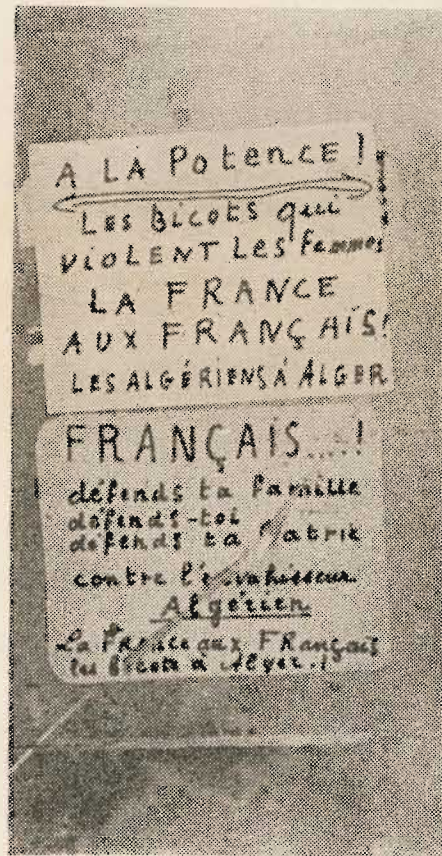 A LA Potence !
Les bicots qui
VIOLENT Les femmes
LA FRANCE
AUX FRANÇAIS !
LES ALGÉRIENS À ALGER
FRANÇAIS....!
défends ta famille
défends-toi
défends ta Patrie
contre l'envahisseur
Algérien
La France aux Français
les bicots à Alger !